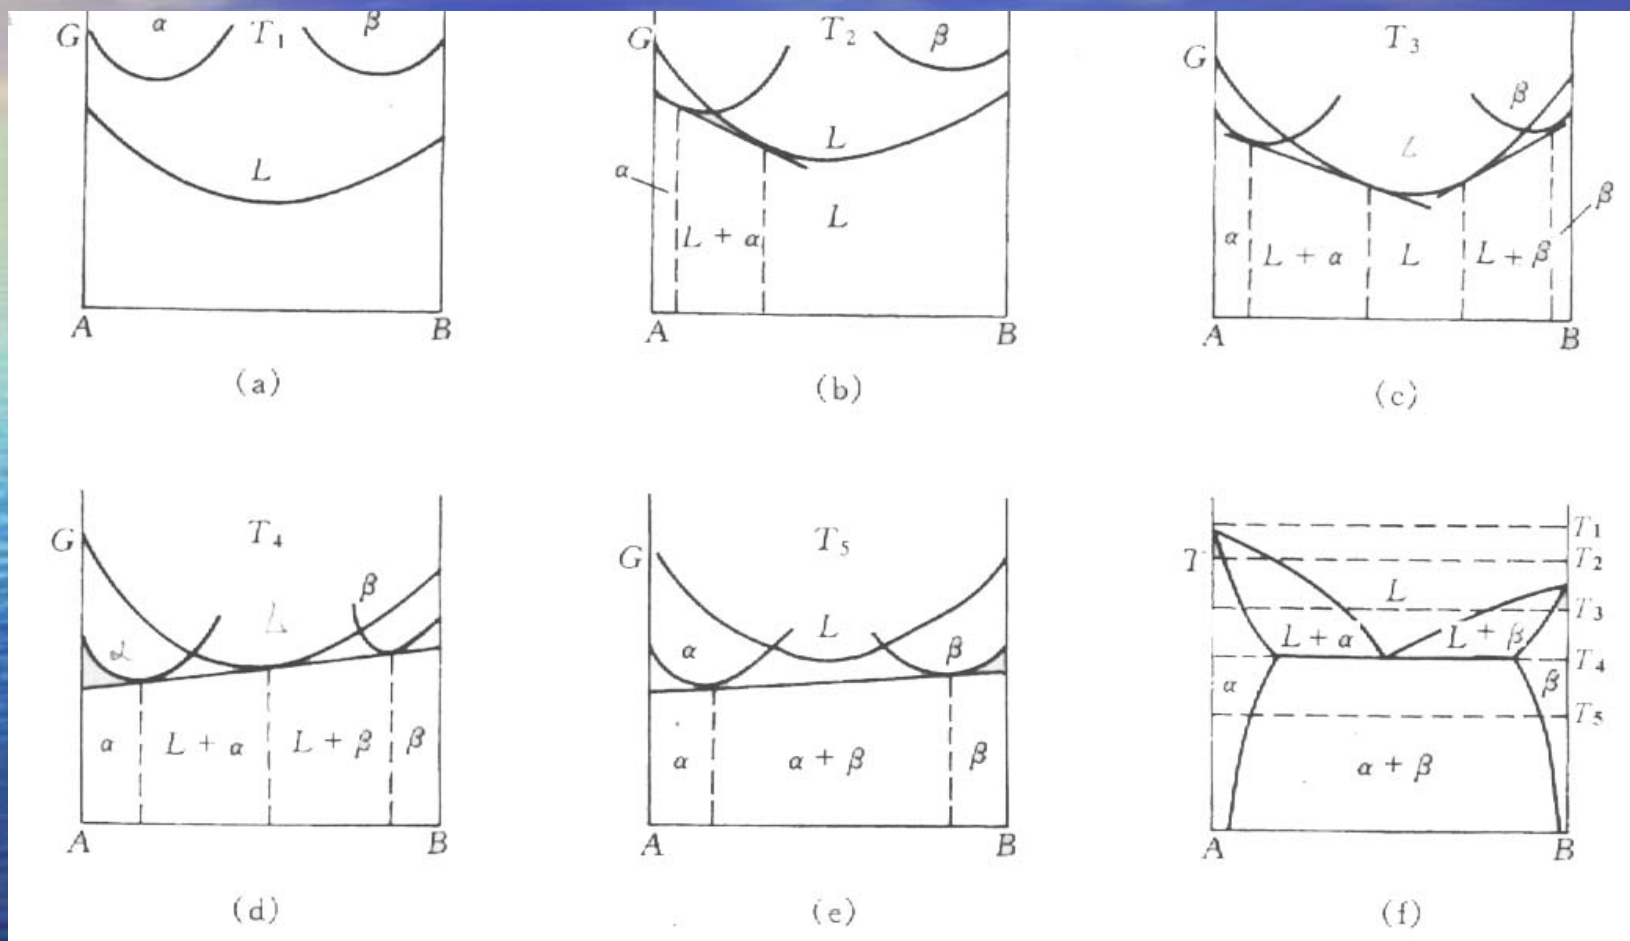 G α T₁ β
L
A B
(a)
G T₂ β
L
α
L + α L
A B
(b)
G T₃
β
L
β
α L + α L L + β
A B
(c)
G T₄
β
α L
α L + α L + β β
A B
(d)
G T₅
α L β
α α + β β
A B
(e)
T T₁
T₂
L
T₃
L + α L + β
T₄
α β
T₅
α + β
A B
(f)